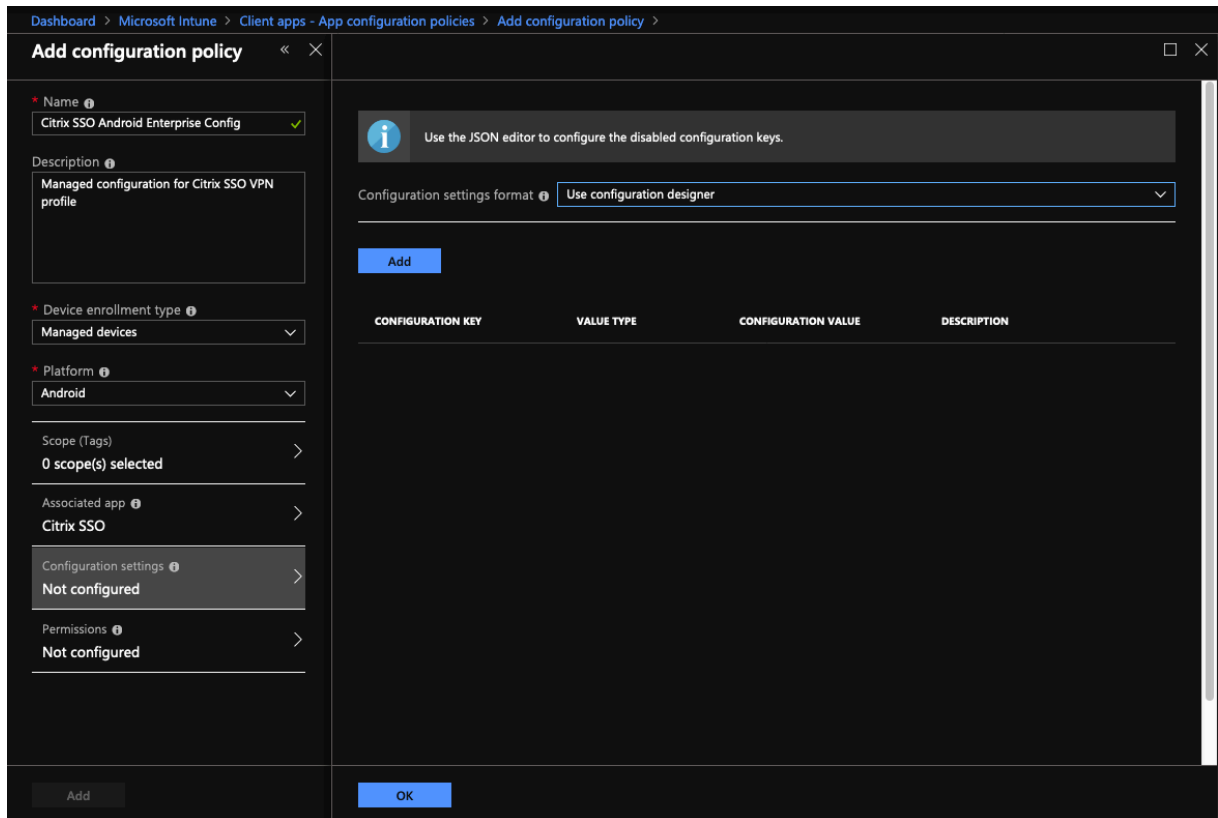 Dashboard > Microsoft Intune > Client apps - App configuration policies > Add configuration policy >
Add configuration policy
* Name
Citrix SSO Android Enterprise Config
Description
Managed configuration for Citrix SSO VPN
profile
* Device enrollment type
Managed devices
* Platform
Android
Scope (Tags)
0 scope(s) selected
Associated app
Citrix SSO
Configuration settings
Not configured
Permissions
Not configured
Add
Use the JSON editor to configure the disabled configuration keys.
Configuration settings format Use configuration designer
Add
CONFIGURATION KEY VALUE TYPE CONFIGURATION VALUE DESCRIPTION
OK